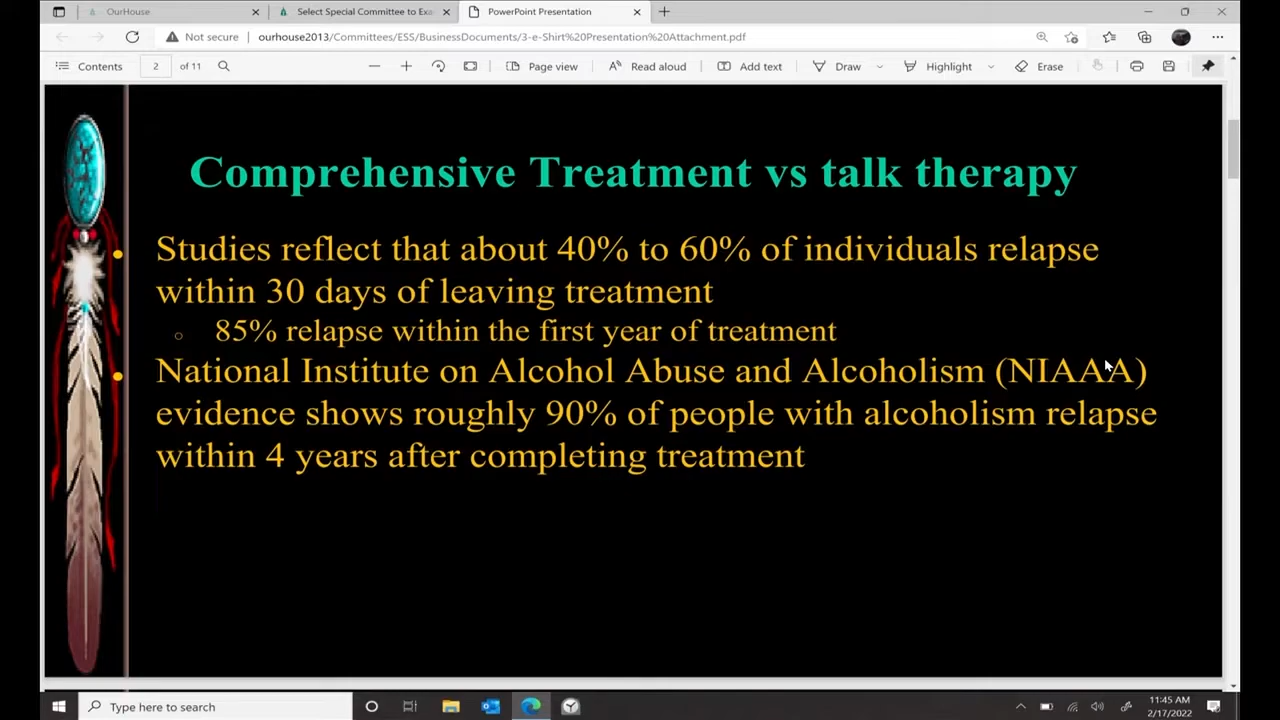 OurHouse
Select Special Committee to Exa
PowerPoint Presentation
Not secure
ourhouse2013/Committees/ESS/BusinessDocuments/3-e-Shirt%20Presentation%20Attachment.pdf
Contents
2
of 11
Page view
Read aloud
Add text
Draw
Highlight
Erase
Comprehensive Treatment vs talk therapy
Studies reflect that about 40% to 60% of individuals relapse
within 30 days of leaving treatment
85% relapse within the first year of treatment
National Institute on Alcohol Abuse and Alcoholism (NIAAA)
evidence shows roughly 90% of people with alcoholism relapse
within 4 years after completing treatment
Type here to search
11:45 AM
2/17/2022